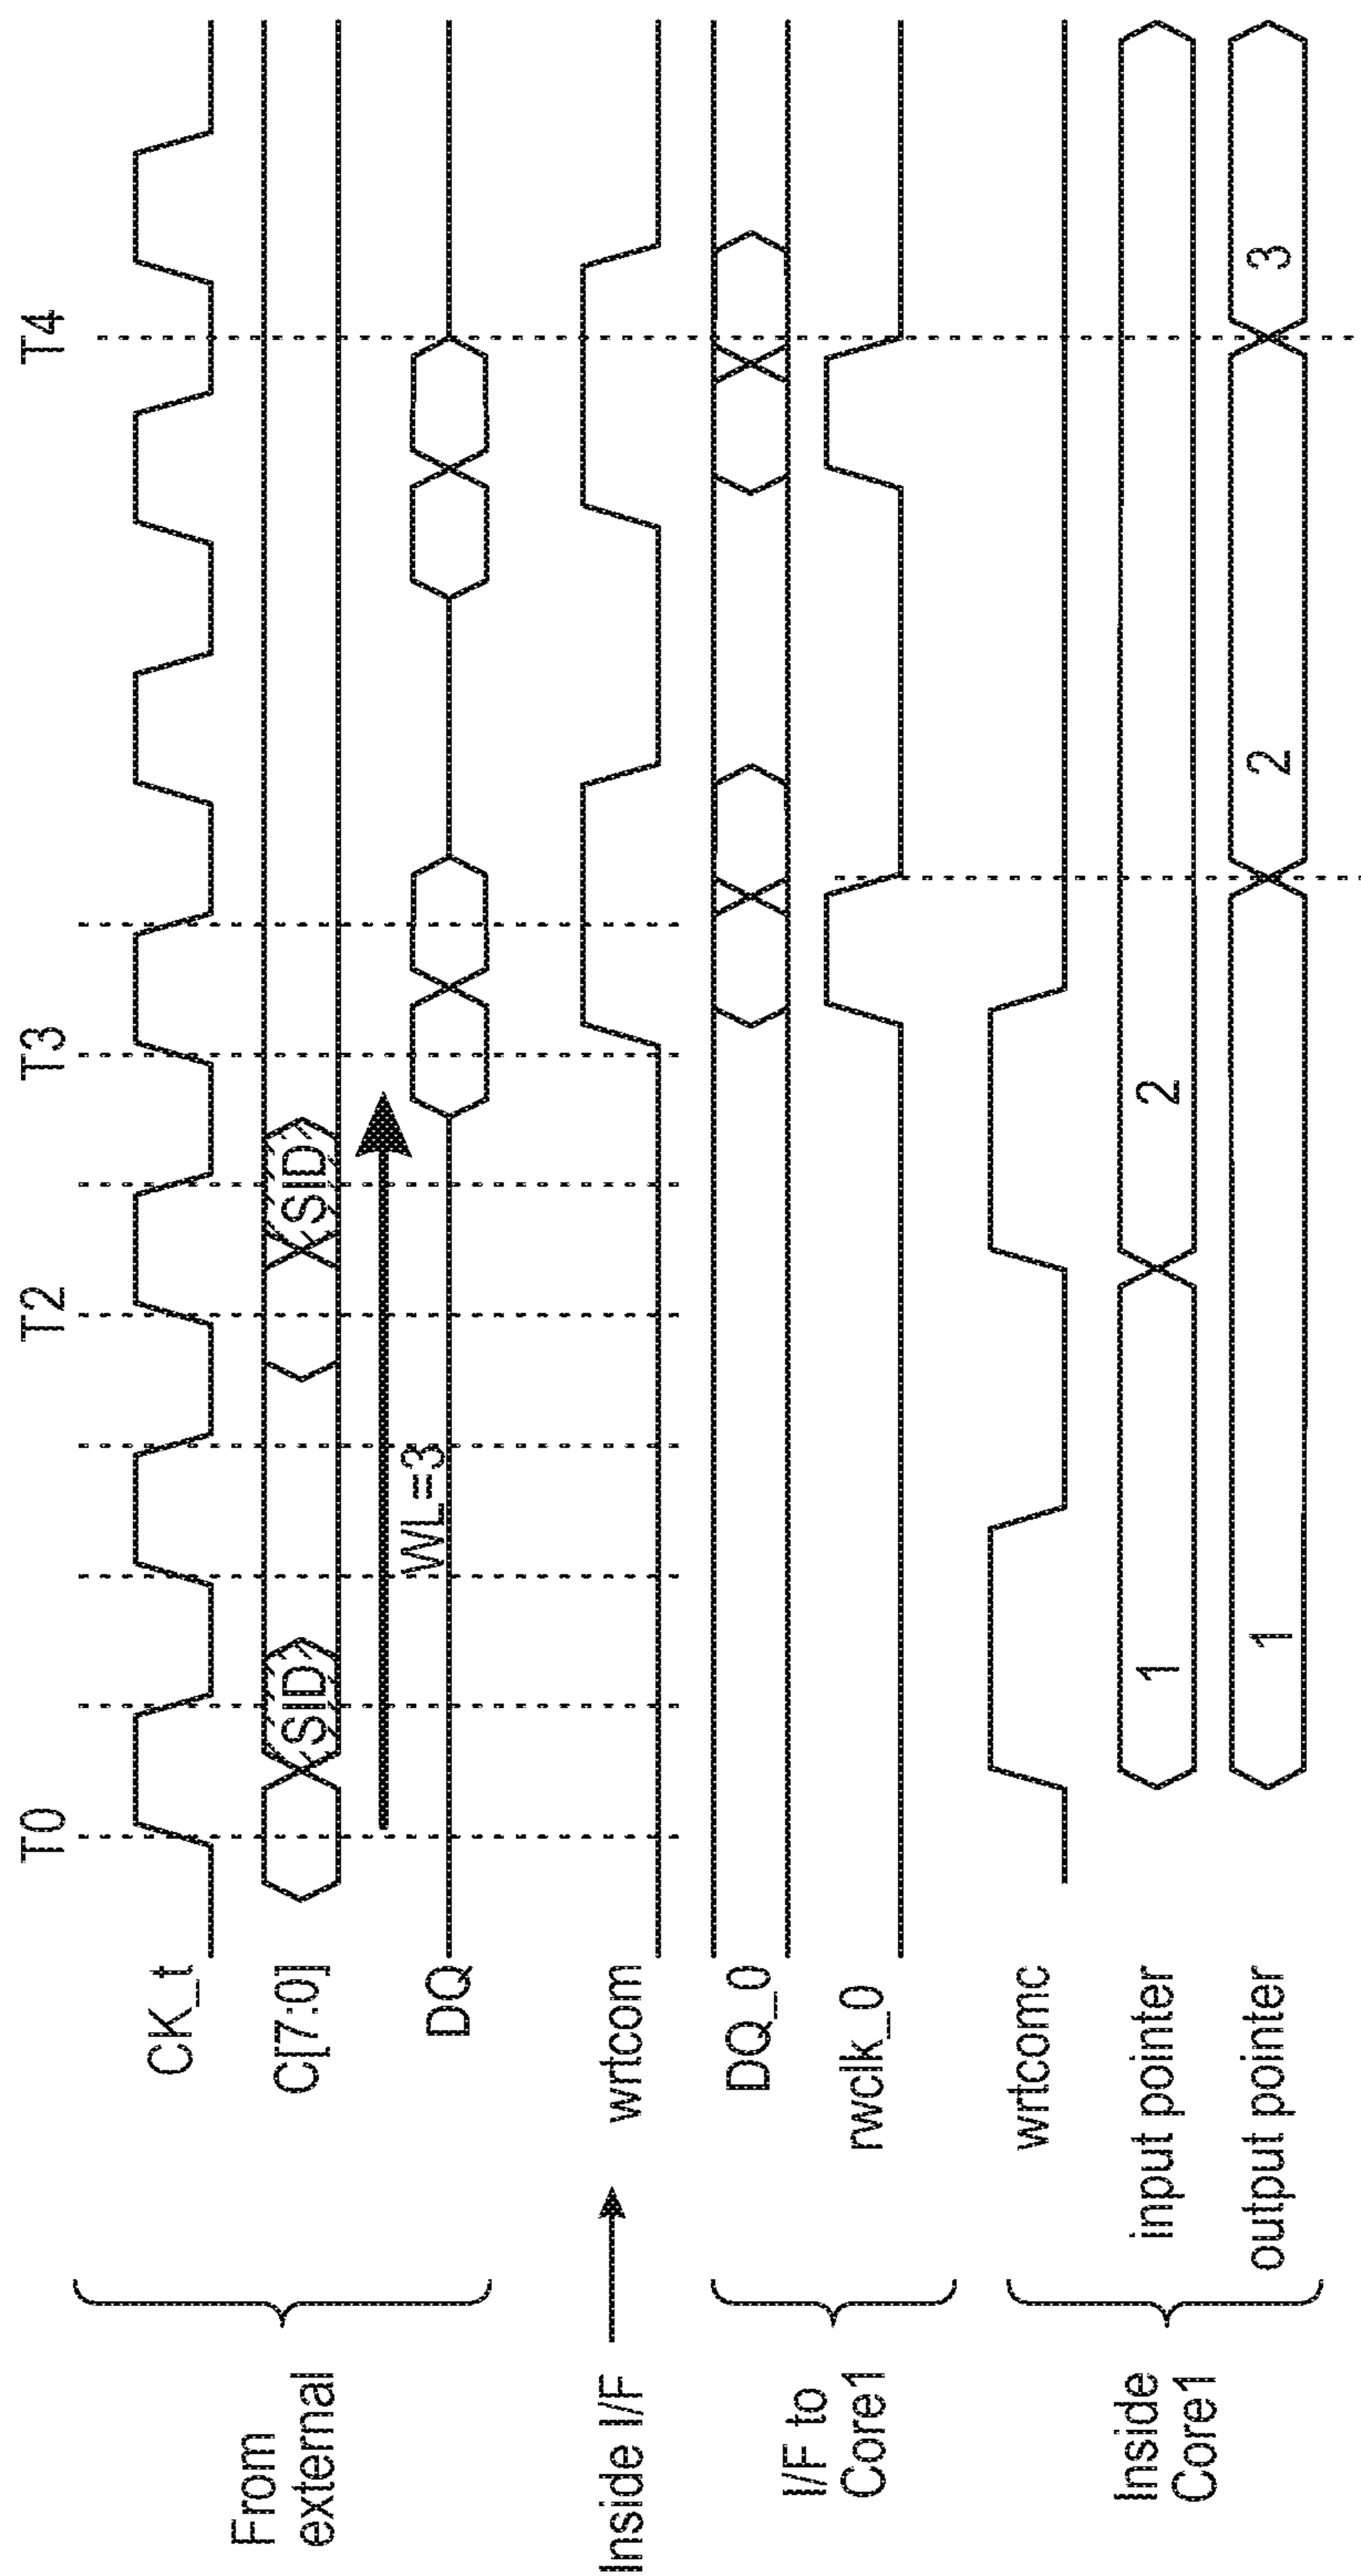 T0 T2 T3 T4
From
external
CK_t
C[7:0]
SID SID
WL=3
DQ
Inside I/F
wrtcom
I/F to
Core1
DQ_0
rwclk_0
Inside
Core1
wrtcomc
input pointer
1 2
output pointer
1 2 3